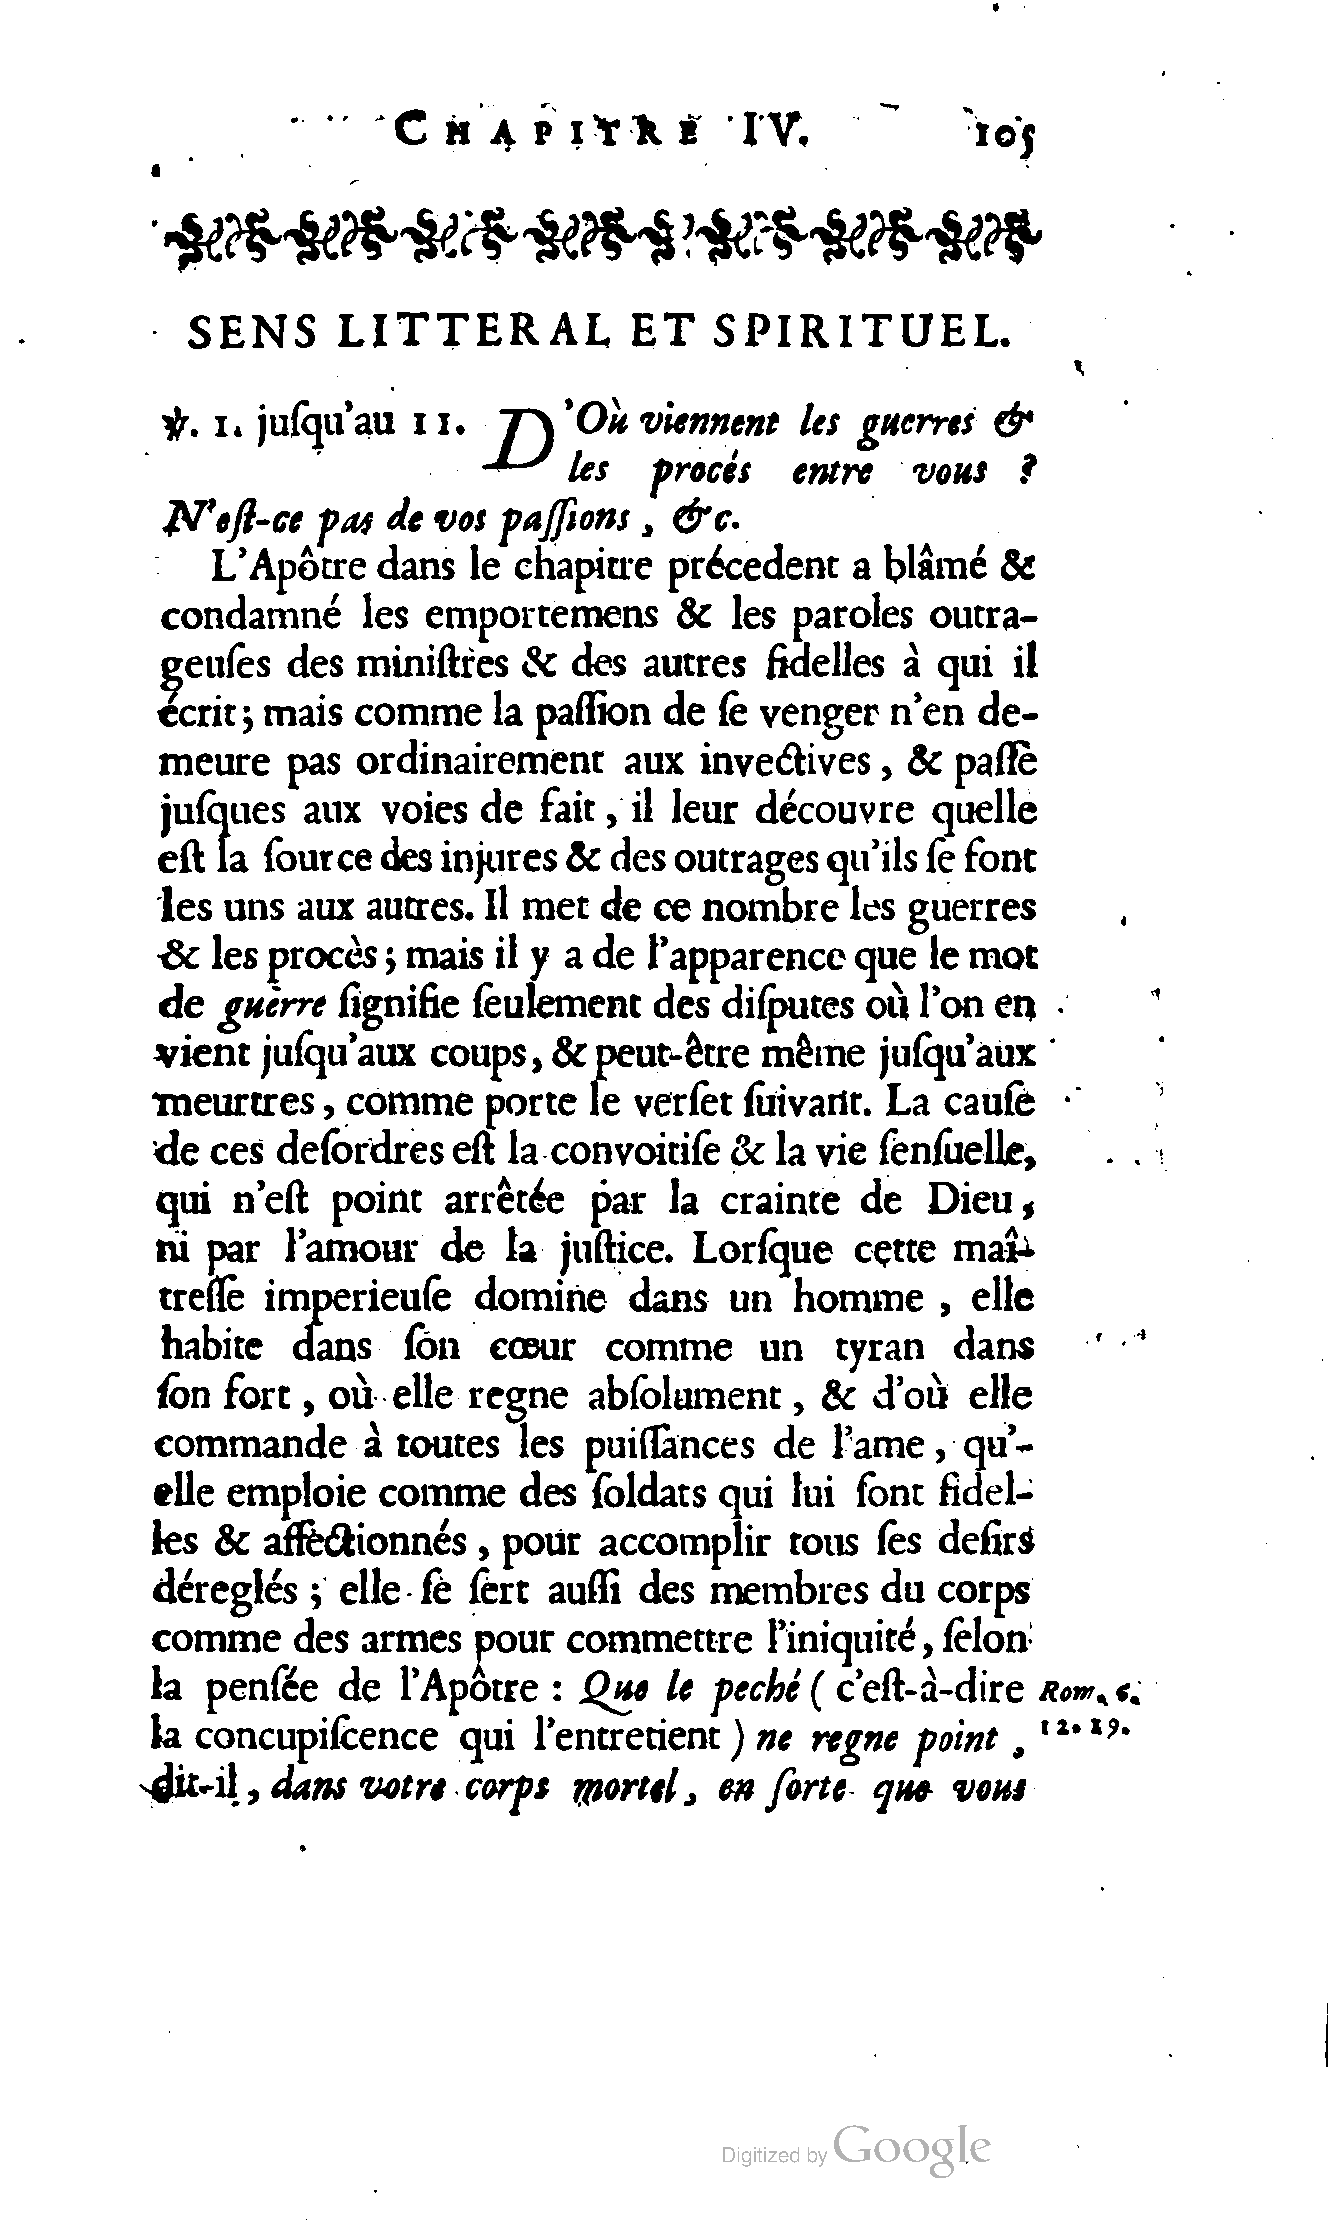 CHAPITRE IV. 105
SENS LITTERAL ET SPIRITUEL.
℣. 1. juſqu'au 11. D'Où viennent les guerres &
les procés entre vous ?
N'eſt-ce pas de vos paſſions, &c.
L'Apôtre dans le chapitre précedent a blâmé &
condamné les emportemens & les paroles outra-
geuſes des miniſtres & des autres fidelles à qui il
écrit; mais comme la paſſion de ſe venger n'en de-
meure pas ordinairement aux invectives, & paſſe
juſques aux voies de fait, il leur découvre quelle
eſt la ſource des injures & des outrages qu'ils ſe font
les uns aux autres. Il met de ce nombre les guerres
& les procès; mais il y a de l'apparence que le mot
de guerre ſignifie ſeulement des diſputes où l'on en
vient juſqu'aux coups, & peut-être même juſqu'aux
meurtres, comme porte le verſet ſuivant. La cauſe
de ces deſordres eſt la convoitiſe & la vie ſenſuelle,
qui n'eſt point arrêtée par la crainte de Dieu,
ni par l'amour de la juſtice. Lorſque cette maî-
treſſe imperieuſe domine dans un homme, elle
habite dans ſon cœur comme un tyran dans
ſon fort, où elle regne abſolument, & d'où elle
commande à toutes les puiſſances de l'ame, qu'-
elle emploie comme des ſoldats qui lui ſont fidel-
les & affectionnés, pour accomplir tous ſes deſirs
déreglés; elle ſe ſert auſſi des membres du corps
comme des armes pour commettre l'iniquité, ſelon
la penſée de l'Apôtre : Que le peché ( c'eſt-à-dire Rom. 6.
la concupiſcence qui l'entretient ) ne regne point, 12. 19.
dit-il, dans votre corps mortel, en ſorte que vous
Digitized by Google